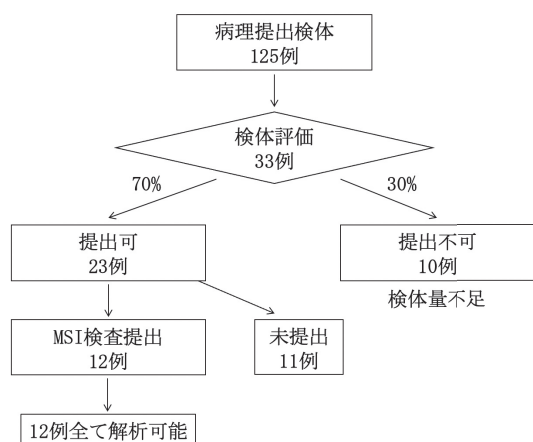 病理提出検体
125例
検体評価
33例
70%
30%
提出可
23例
提出不可
10例
検体量不足
MSI検査提出
12例
未提出
11例
12例全て解析可能